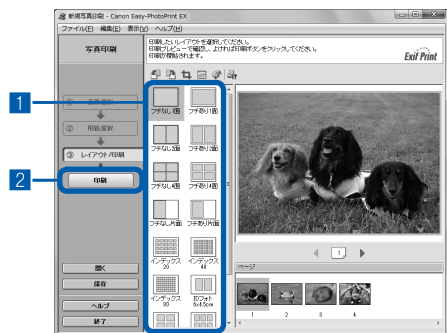 新規写真印刷 - Canon Easy-PhotoPrint EX
ファイル(F) 編集(E) 表示(V) ヘルプ(H)
写真印刷
印刷したいレイアウトを選択してください。
印刷プレビューで確認し、よければ印刷ボタンをクリックしてください。
印刷が開始されます。
Exif Print
1
① 写真選択
② 用紙選択
③ レイアウト/印刷
2
印刷
開く
保存
ヘルプ
終了
フチなし1面 フチあり1面
フチなし2面 フチあり2面
フチなし4面 フチあり4面
フチなし片面 フチあり片面
インデックス 20 インデックス 48
インデックス 80 IDフォト 5x4.5cm
1
ページ
1 2 3 4